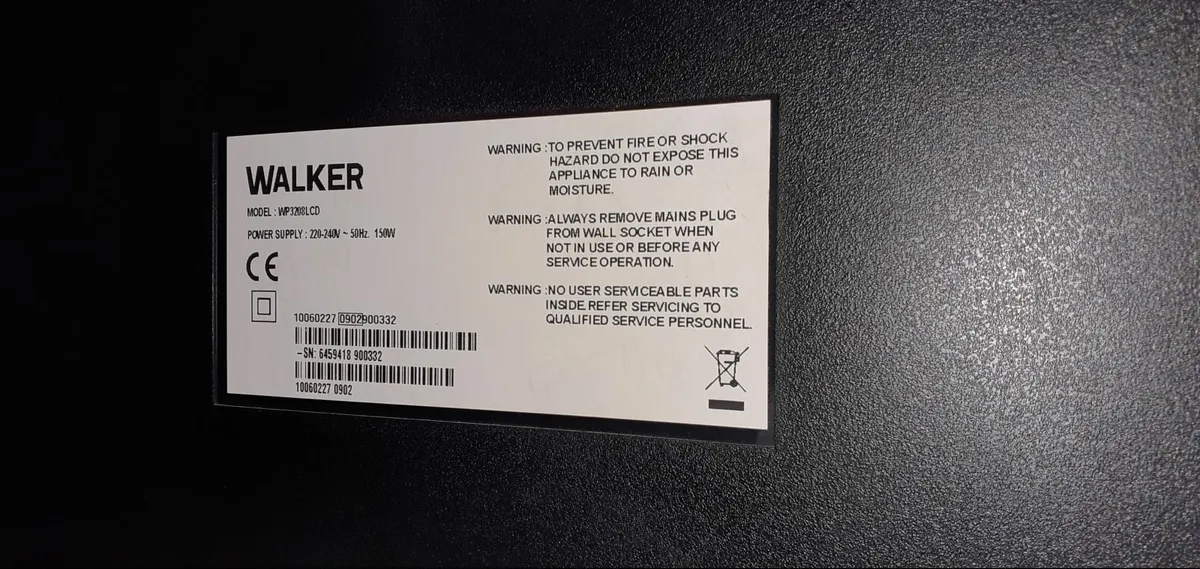 WALKER
MODEL : WP3208LCD
POWER SUPPLY : 220-240V ~ 50Hz. 150W
CE
10060227 0902900332
-SN: 6459418 900332
10060227 0902
WARNING :TO PREVENT FIRE OR SHOCK
HAZARD DO NOT EXPOSE THIS
APPLIANCE TO RAIN OR
MOISTURE.
WARNING :ALWAYS REMOVE MAINS PLUG
FROM WALL SOCKET WHEN
NOT IN USE OR BEFORE ANY
SERVICE OPERATION.
WARNING :NO USER SERVICEABLE PARTS
INSIDE.REFER SERVICING TO
QUALIFIED SERVICE PERSONNEL.